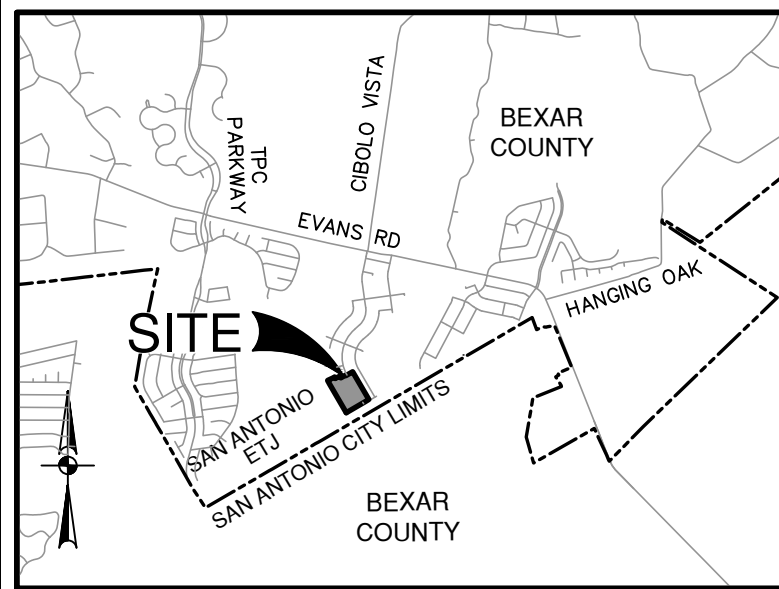 BEXAR
COUNTY
CIBOLO VISTA
TPC
PARKWAY
EVANS RD
HANGING OAK
SITE
SAN ANTONIO
ETJ
SAN ANTONIO CITY LIMITS
BEXAR
COUNTY